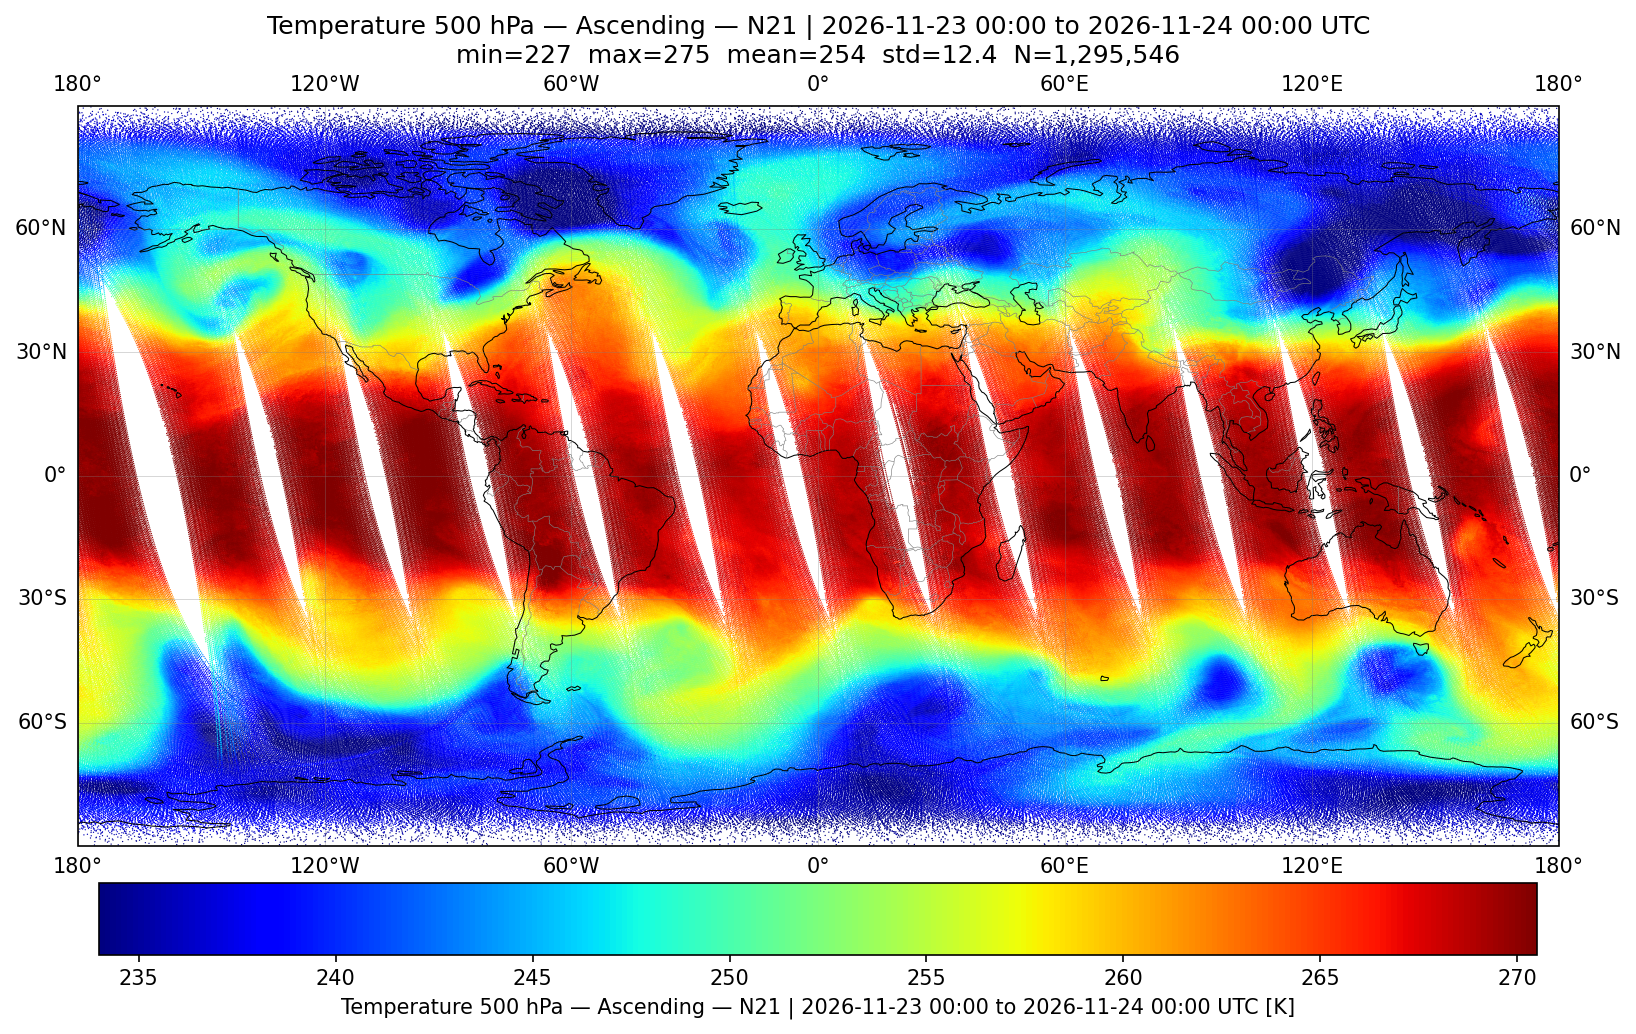 Temperature 500 hPa — Ascending — N21 | 2026-11-23 00:00 to 2026-11-24 00:00 UTC
min=227 max=275 mean=254 std=12.4 N=1,295,546
180° 120°W 60°W 0° 60°E 120°E 180°
60°N 60°N
30°N 30°N
0° 0°
30°S 30°S
60°S 60°S
180° 120°W 60°W 0° 60°E 120°E 180°
235 240 245 250 255 260 265 270
Temperature 500 hPa — Ascending — N21 | 2026-11-23 00:00 to 2026-11-24 00:00 UTC [K]